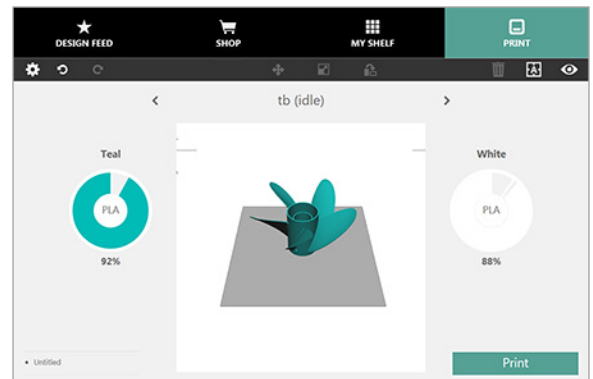 DESIGN FEED
SHOP
MY SHELF
PRINT
tb (idle)
Teal
PLA
92%
White
PLA
88%
Untitled
Print